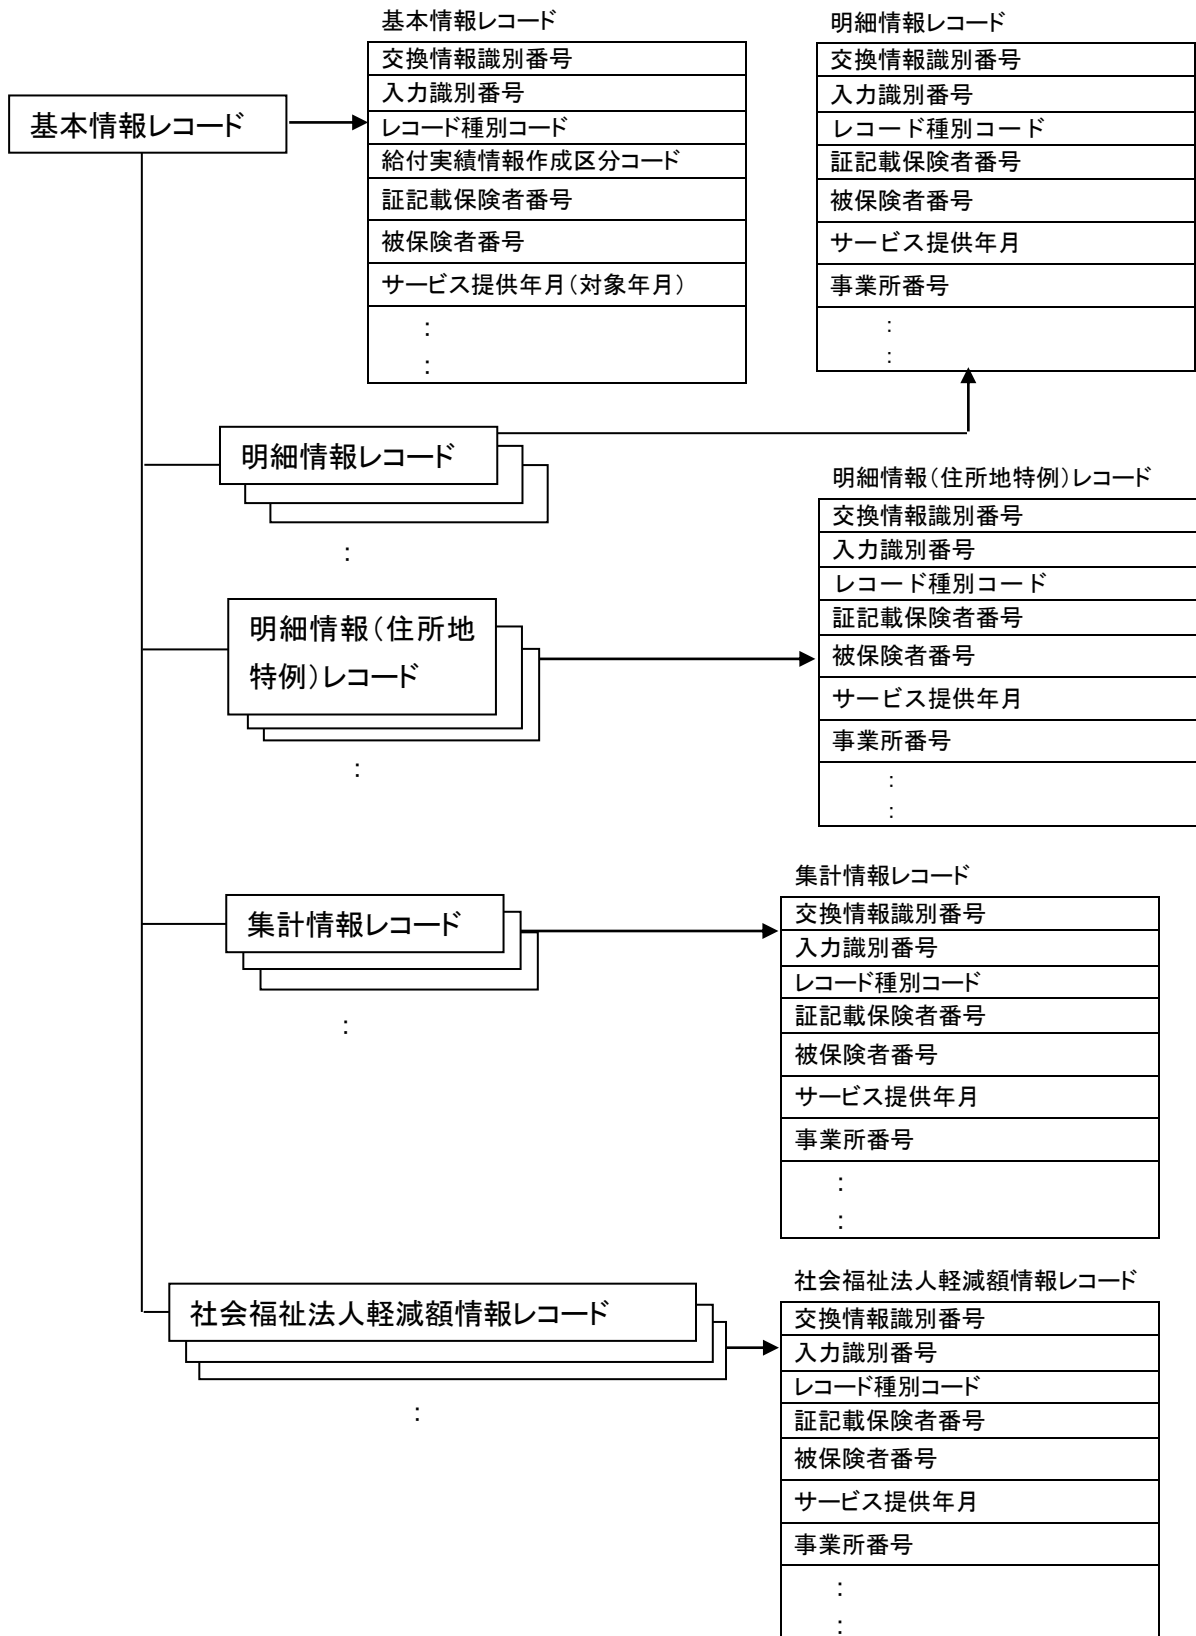 基本情報レコード
基本情報レコード
交換情報識別番号
入力識別番号
レコード種別コード
給付実績情報作成区分コード
証記載保険者番号
被保険者番号
サービス提供年月(対象年月)
:
:
明細情報レコード
交換情報識別番号
入力識別番号
レコード種別コード
証記載保険者番号
被保険者番号
サービス提供年月
事業所番号
:
:
明細情報レコード
:
明細情報(住所地
特例)レコード
:
明細情報(住所地特例)レコード
交換情報識別番号
入力識別番号
レコード種別コード
証記載保険者番号
被保険者番号
サービス提供年月
事業所番号
:
:
集計情報レコード
:
集計情報レコード
交換情報識別番号
入力識別番号
レコード種別コード
証記載保険者番号
被保険者番号
サービス提供年月
事業所番号
:
:
社会福祉法人軽減額情報レコード
:
社会福祉法人軽減額情報レコード
交換情報識別番号
入力識別番号
レコード種別コード
証記載保険者番号
被保険者番号
サービス提供年月
事業所番号
:
: